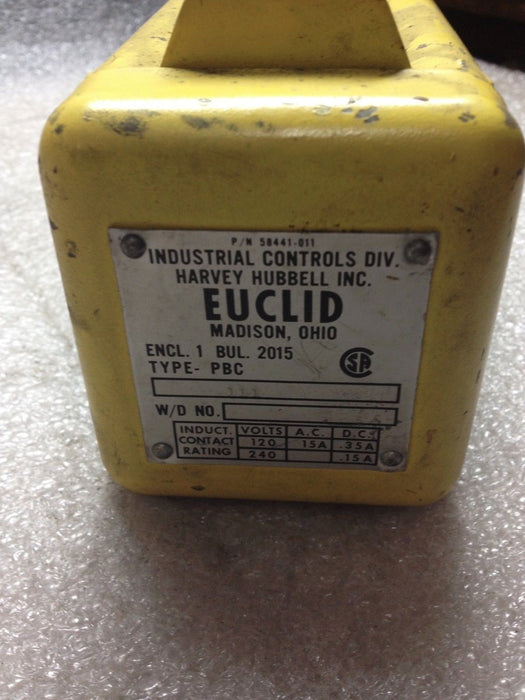 P/N 58441-011
INDUSTRIAL CONTROLS DIV.
HARVEY HUBBELL INC.
EUCLID
MADISON, OHIO
ENCL. 1 BUL. 2015
TYPE- PBC
SA
W/D NO.
INDUCT. VOLTS A.C. D.C.
CONTACT 120 15A .35A
RATING 240 .15A